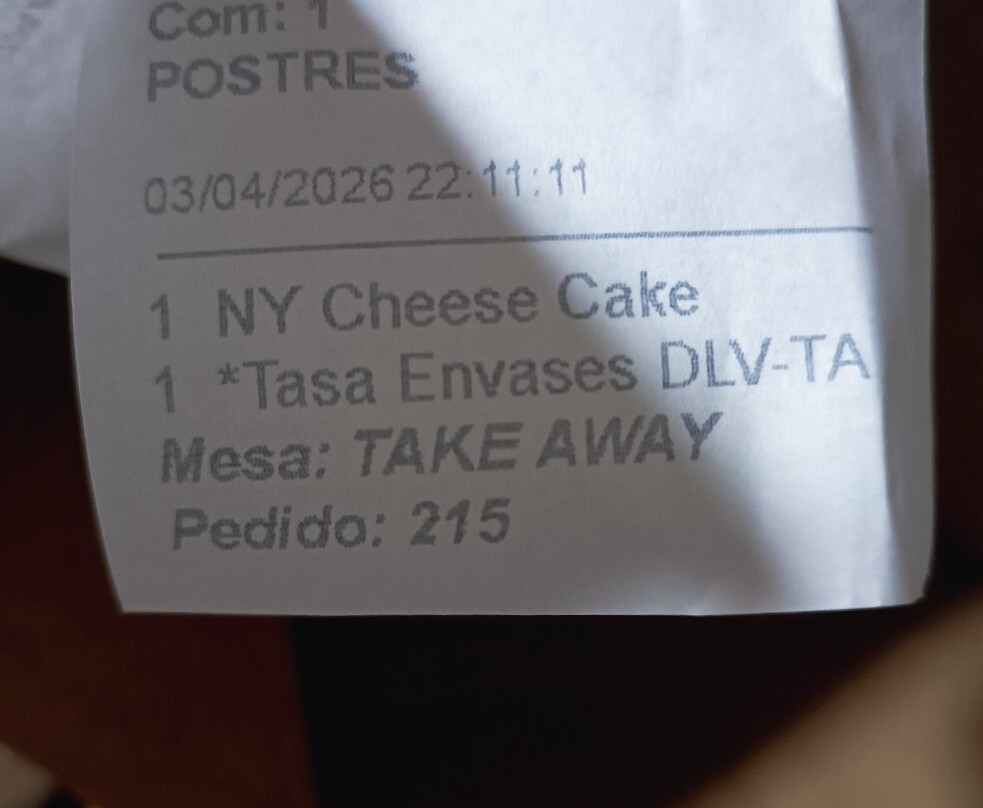 Com: 1
POSTRES
03/04/2026 22:11:11
1 NY Cheese Cake
1 *Tasa Envases DLV-TA
Mesa: TAKE AWAY
Pedido: 215